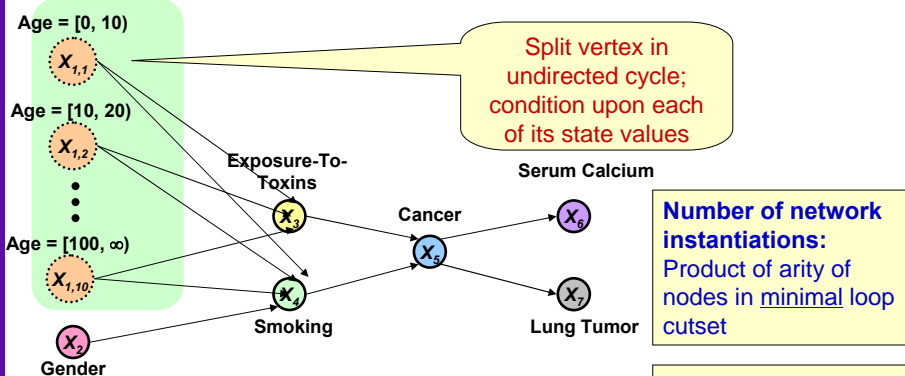 Age = [0, 10)
X1,1
Age = [10, 20)
X1,2
Age = [100, ∞)
X1,10
X2
Gender
Exposure-To-
Toxins
X3
X4
Smoking
Cancer
X5
Serum Calcium
X6
X7
Lung Tumor
Split vertex in
undirected cycle;
condition upon each
of its state values
Number of network
instantiations:
Product of arity of
nodes in minimal loop
cutset